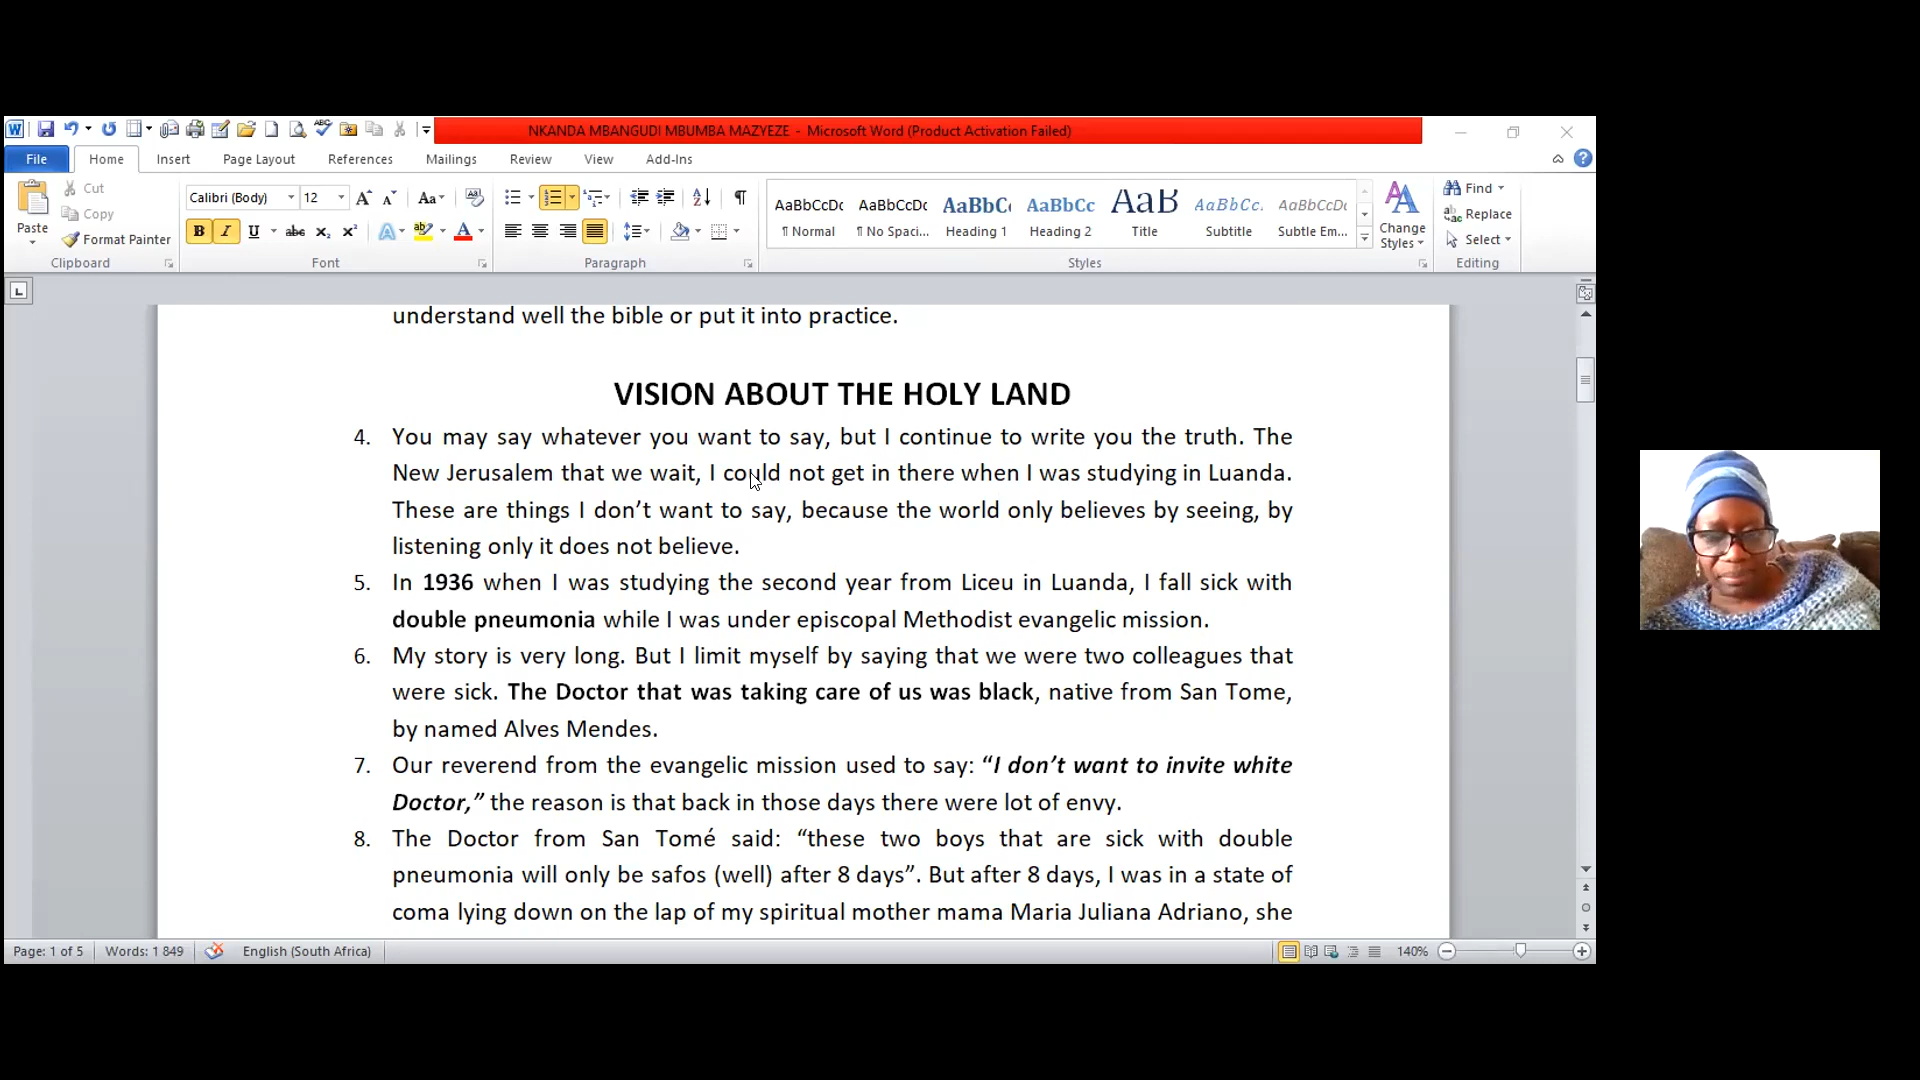 NKANDA MBANGUDI MBUMBA MAZYEZE - Microsoft Word (Product Activation Failed)
File Home Insert Page Layout References Mailings Review View Add-Ins
Paste
Cut
Copy
Format Painter
Clipboard
Calibri (Body) 12
Font
Paragraph
AaBbCcDc AaBbCcDc AaBbC AaBbCc AaB AaBbCc. AaBbCcDc
¶ Normal ¶ No Spaci... Heading 1 Heading 2 Title Subtitle Subtle Em...
Change
Styles
Styles
Find
Replace
Select
Editing
understand well the bible or put it into practice.
VISION ABOUT THE HOLY LAND
4. You may say whatever you want to say, but I continue to write you the truth. The
New Jerusalem that we wait, I could not get in there when I was studying in Luanda.
These are things I don’t want to say, because the world only believes by seeing, by
listening only it does not believe.
5. In 1936 when I was studying the second year from Liceu in Luanda, I fall sick with
double pneumonia while I was under episcopal Methodist evangelic mission.
6. My story is very long. But I limit myself by saying that we were two colleagues that
were sick. The Doctor that was taking care of us was black, native from San Tome,
by named Alves Mendes.
7. Our reverend from the evangelic mission used to say: “I don’t want to invite white
Doctor,” the reason is that back in those days there were lot of envy.
8. The Doctor from San Tomé said: “these two boys that are sick with double
pneumonia will only be safos (well) after 8 days”. But after 8 days, I was in a state of
coma lying down on the lap of my spiritual mother mama Maria Juliana Adriano, she
Page: 1 of 5 Words: 1 849 English (South Africa) 140%